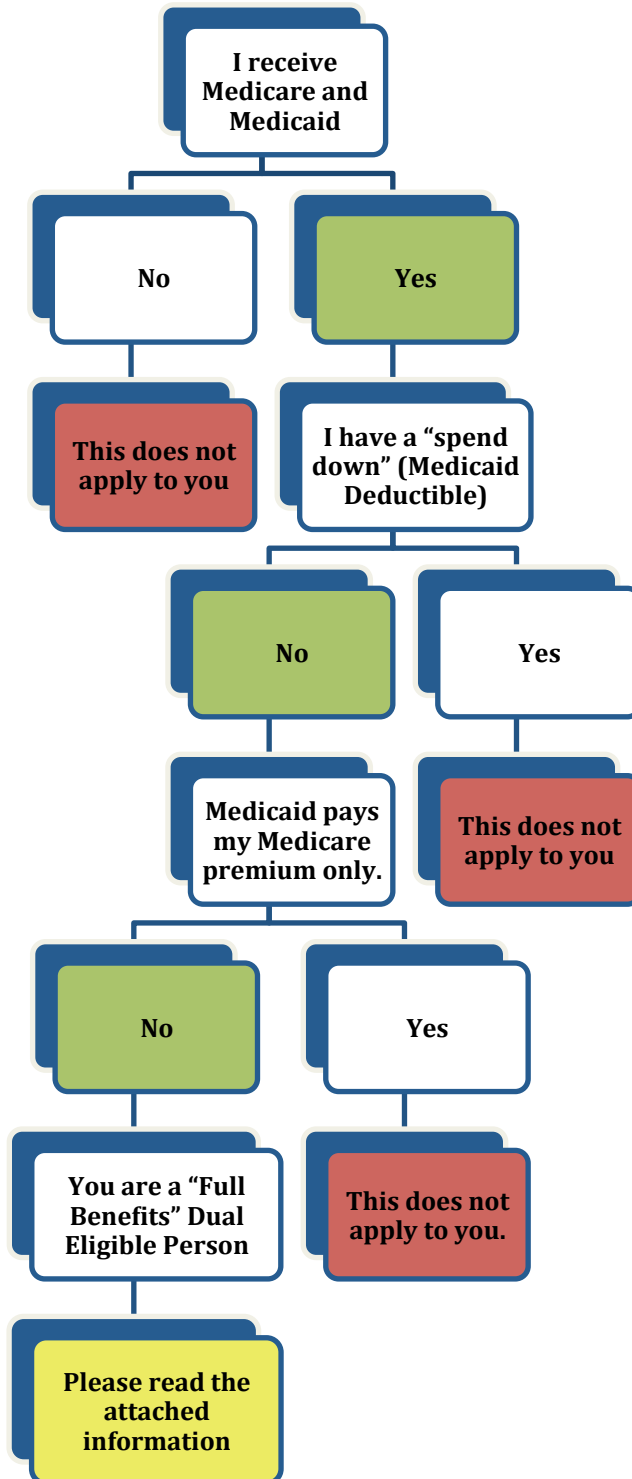 I receive
Medicare and
Medicaid
No
Yes
This does not
apply to you
I have a “spend
down” (Medicaid
Deductible)
No
Yes
Medicaid pays
my Medicare
premium only.
This does not
apply to you
No
Yes
You are a “Full
Benefits” Dual
Eligible Person
This does not
apply to you.
Please read the
attached
information